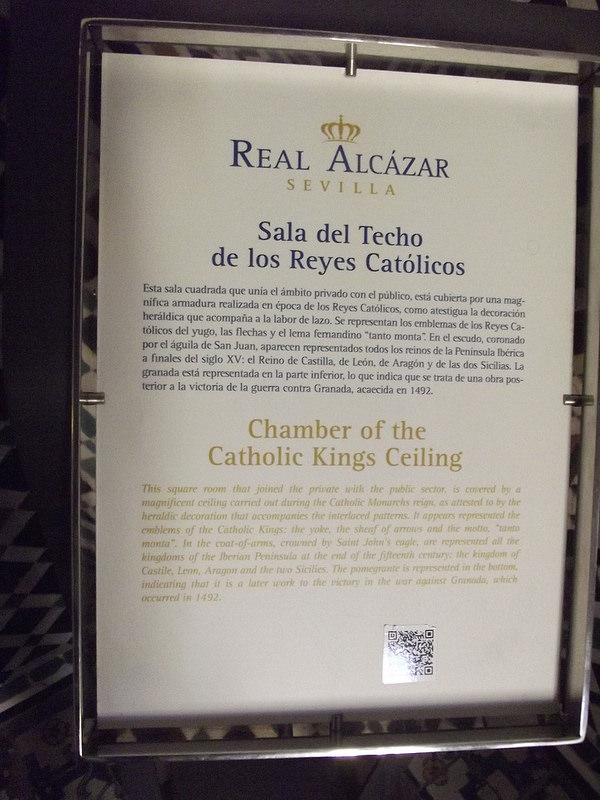 REAL ALCÁZAR
SEVILLA
Sala del Techo
de los Reyes Católicos
Esta sala cuadrada que unía el ámbito privado con el público, está cubierta por una mag-
nífica armadura realizada en época de los Reyes Católicos, como atestigua la decoración
heráldica que acompaña a la labor de lazo. Se representan los emblemas de los Reyes Ca-
tólicos del yugo, las flechas y el lema fernandino "tanto monta". En el escudo, coronado
por el águila de San Juan, aparecen representados todos los reinos de la Península Ibérica
a finales del siglo XV: el Reino de Castilla, de León, de Aragón y de las dos Sicilias. La
granada está representada en la parte inferior, lo que indica que se trata de una obra pos-
terior a la victoria de la guerra contra Granada, acaecida en 1492.
Chamber of the
Catholic Kings Ceiling
This square room that joined the private with the public sector, is covered by a
magnificent ceiling carried out during the Catholic Monarchs reign, as attested to by the
heraldic decoration that accompanies the interlaced patterns. It appears represented the
emblems of the Catholic Kings: the yoke, the sheaf of arrows and the motto, "tanto
monta". In the coat-of-arms, crowned by Saint John's eagle, are represented all the
kingdoms of the Iberian Peninsula at the end of the fifteenth century: the kingdom of
Castile, Leon, Aragon and the two Sicilies. The pomegrante is represented in the bottom,
indicating that it is a later work to the victory in the war against Granada, which
occurred in 1492.